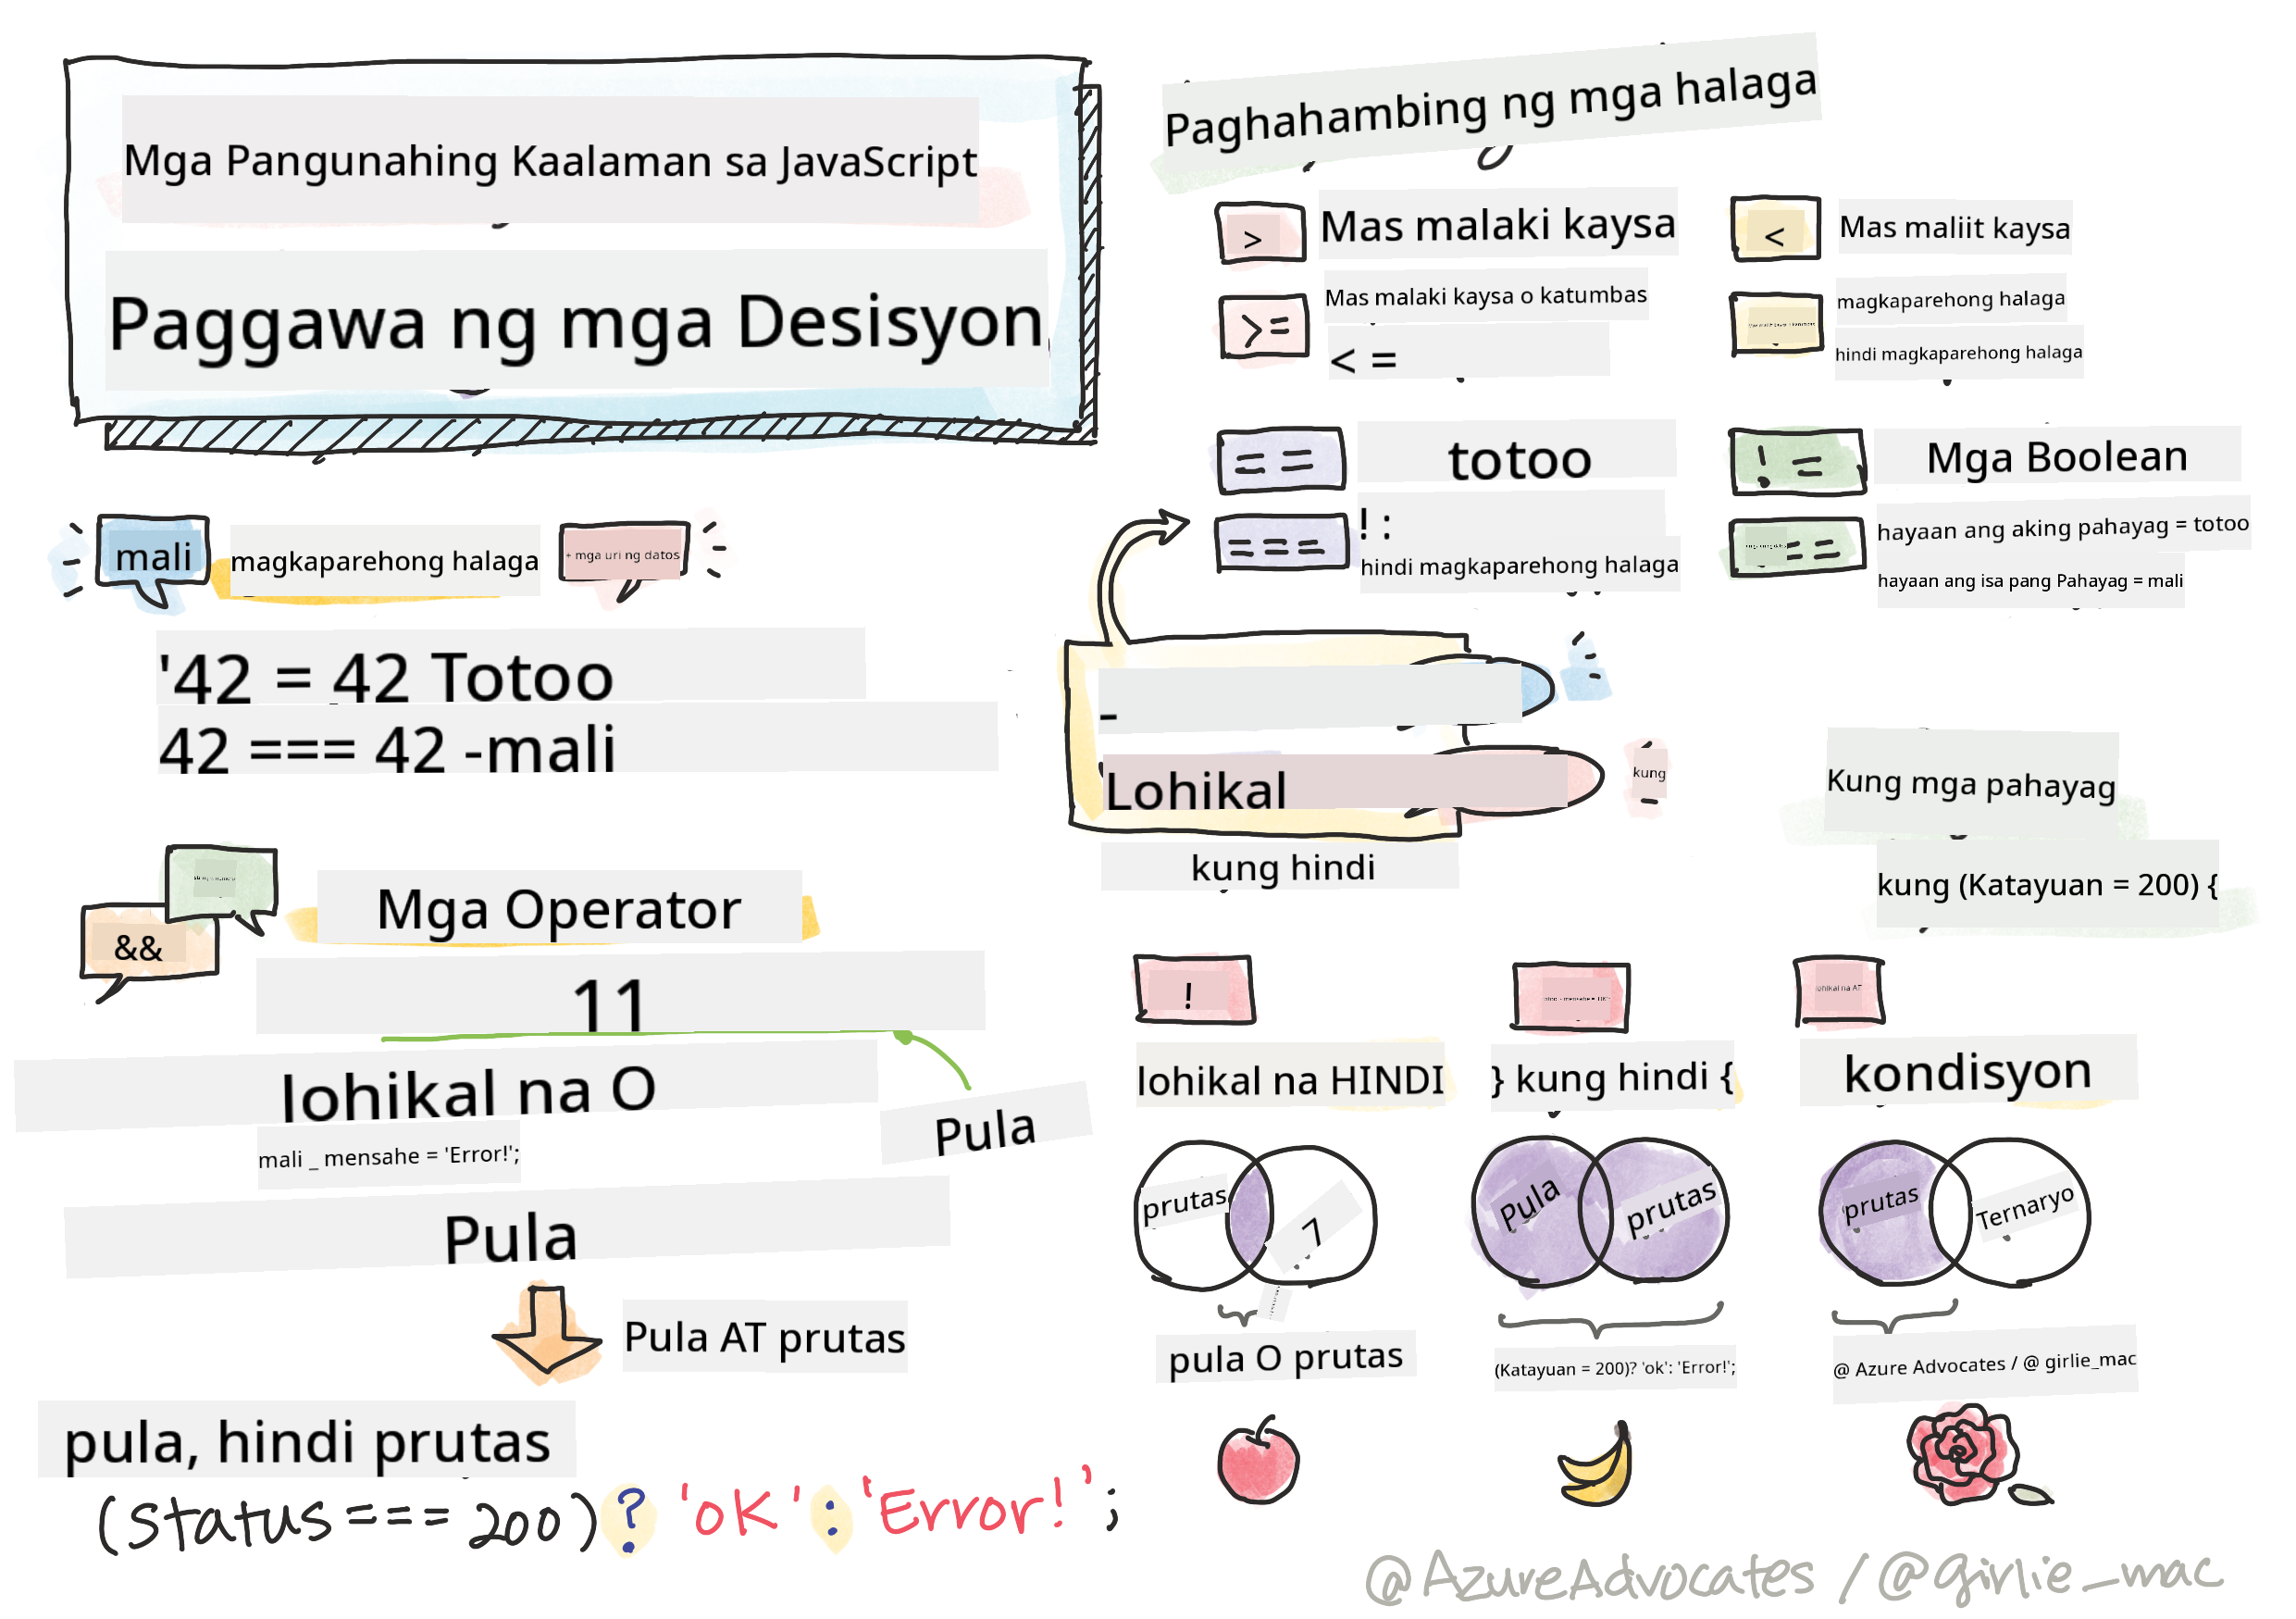 Mga Pangunahing Kaalaman sa JavaScript
Paggawa ng mga Desisyon
mali
magkaparehong halaga
+ mga uri ng datos
'42 = 42 Totoo
42 === 42 -mali
&&
Mga Operator
11
lohikal na O
Pula
mali _ mensahe = 'Error!';
Pula
Pula AT prutas
pula, hindi prutas
(status === 200) ? 'OK' : 'Error!';
Paghahambing ng mga halaga
>
Mas malaki kaysa
<
Mas maliit kaysa
>=
Mas malaki kaysa o katumbas
< =
magkaparehong halaga
hindi magkaparehong halaga
==
totoo
! =
Mga Boolean
===
! :
hindi magkaparehong halaga
==
hayaan ang aking pahayag = totoo
hayaan ang isa pang Pahayag = mali
-
Lohikal
kung
kung hindi
Kung mga pahayag
kung (Katayuan = 200) {
!
lohikal na HINDI
} kung hindi {
lohikal na AT
kondisyon
prutas
7
Pula
prutas
prutas
Ternaryo
pula O prutas
(Katayuan = 200)? 'ok': 'Error!';
@ Azure Advocates / @ girlie_mac
@AzureAdvocates / @girlie_mac